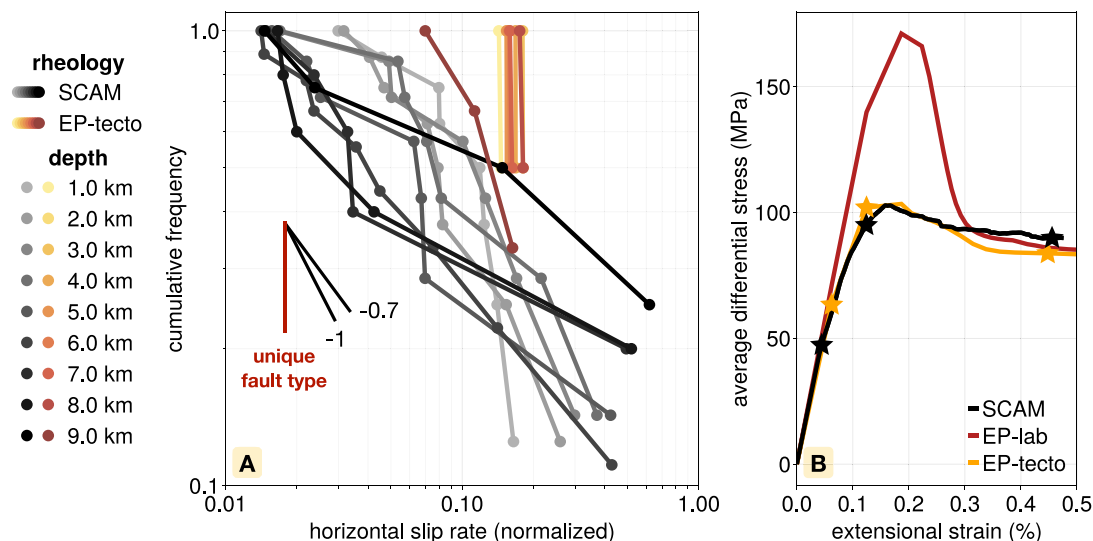 rheology
SCAM
EP-tecto
depth
1.0 km
2.0 km
3.0 km
4.0 km
5.0 km
6.0 km
7.0 km
8.0 km
9.0 km
cumulative frequency
1.0
0.1
-0.7
-1
unique
fault type
A
0.01
0.10
1.00
horizontal slip rate (normalized)
average differential stress (MPa)
150
100
50
0
SCAM
EP-lab
EP-tecto
B
0.0
0.1
0.2
0.3
0.4
0.5
extensional strain (%)